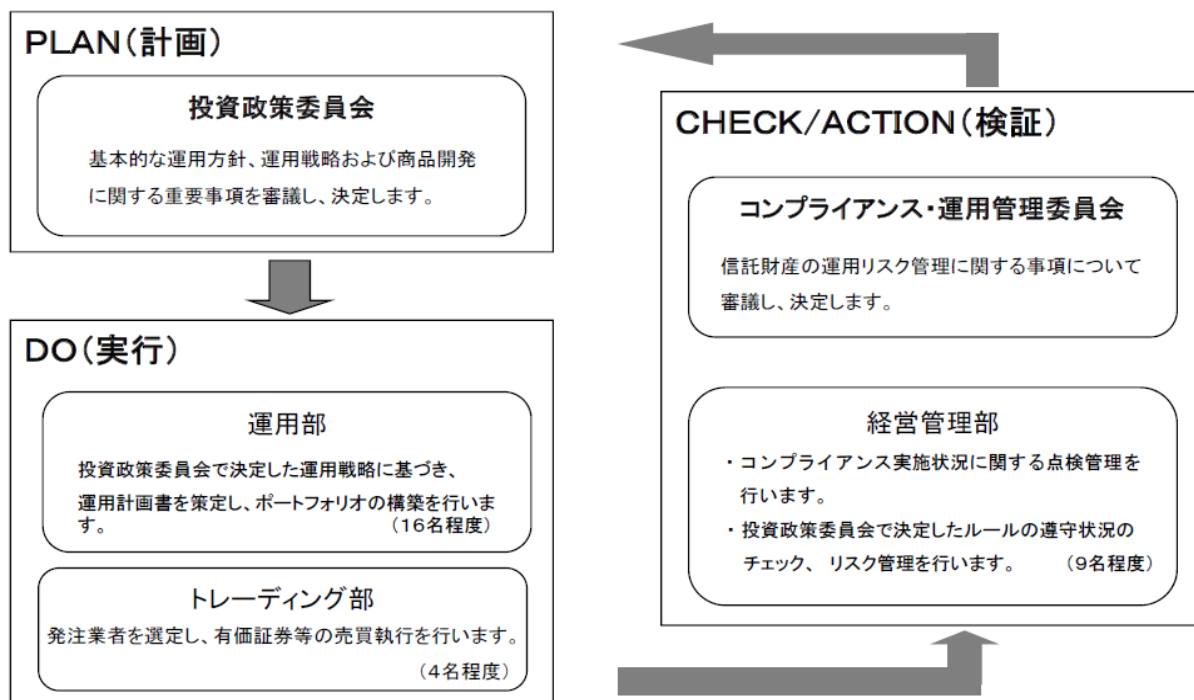 PLAN(計画)
投資政策委員会
基本的な運用方針、運用戦略および商品開発
に関する重要事項を審議し、決定します。
DO(実行)
運用部
投資政策委員会で決定した運用戦略に基づき、
運用計画書を策定し、ポートフォリオの構築を行いま
す。 (16名程度)
トレーディング部
発注業者を選定し、有価証券等の売買執行を行います。
(4名程度)
CHECK/ACTION(検証)
コンプライアンス・運用管理委員会
信託財産の運用リスク管理に関する事項について
審議し、決定します。
経営管理部
・コンプライアンス実施状況に関する点検管理を
行います。
・投資政策委員会で決定したルールの遵守状況の
チェック、 リスク管理を行います。 (9名程度)